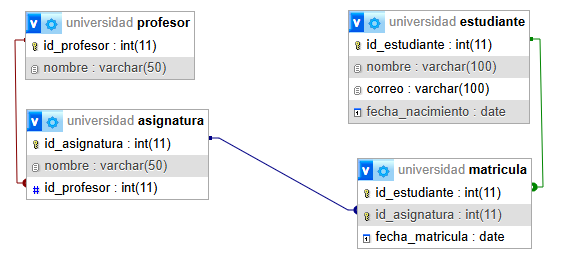 universidad profesor
id_profesor : int(11)
nombre : varchar(50)
universidad estudiante
id_estudiante : int(11)
nombre : varchar(100)
correo : varchar(100)
fecha_nacimiento : date
universidad asignatura
id_asignatura : int(11)
nombre : varchar(50)
# id_profesor : int(11)
universidad matricula
id_estudiante : int(11)
id_asignatura : int(11)
fecha_matricula : date